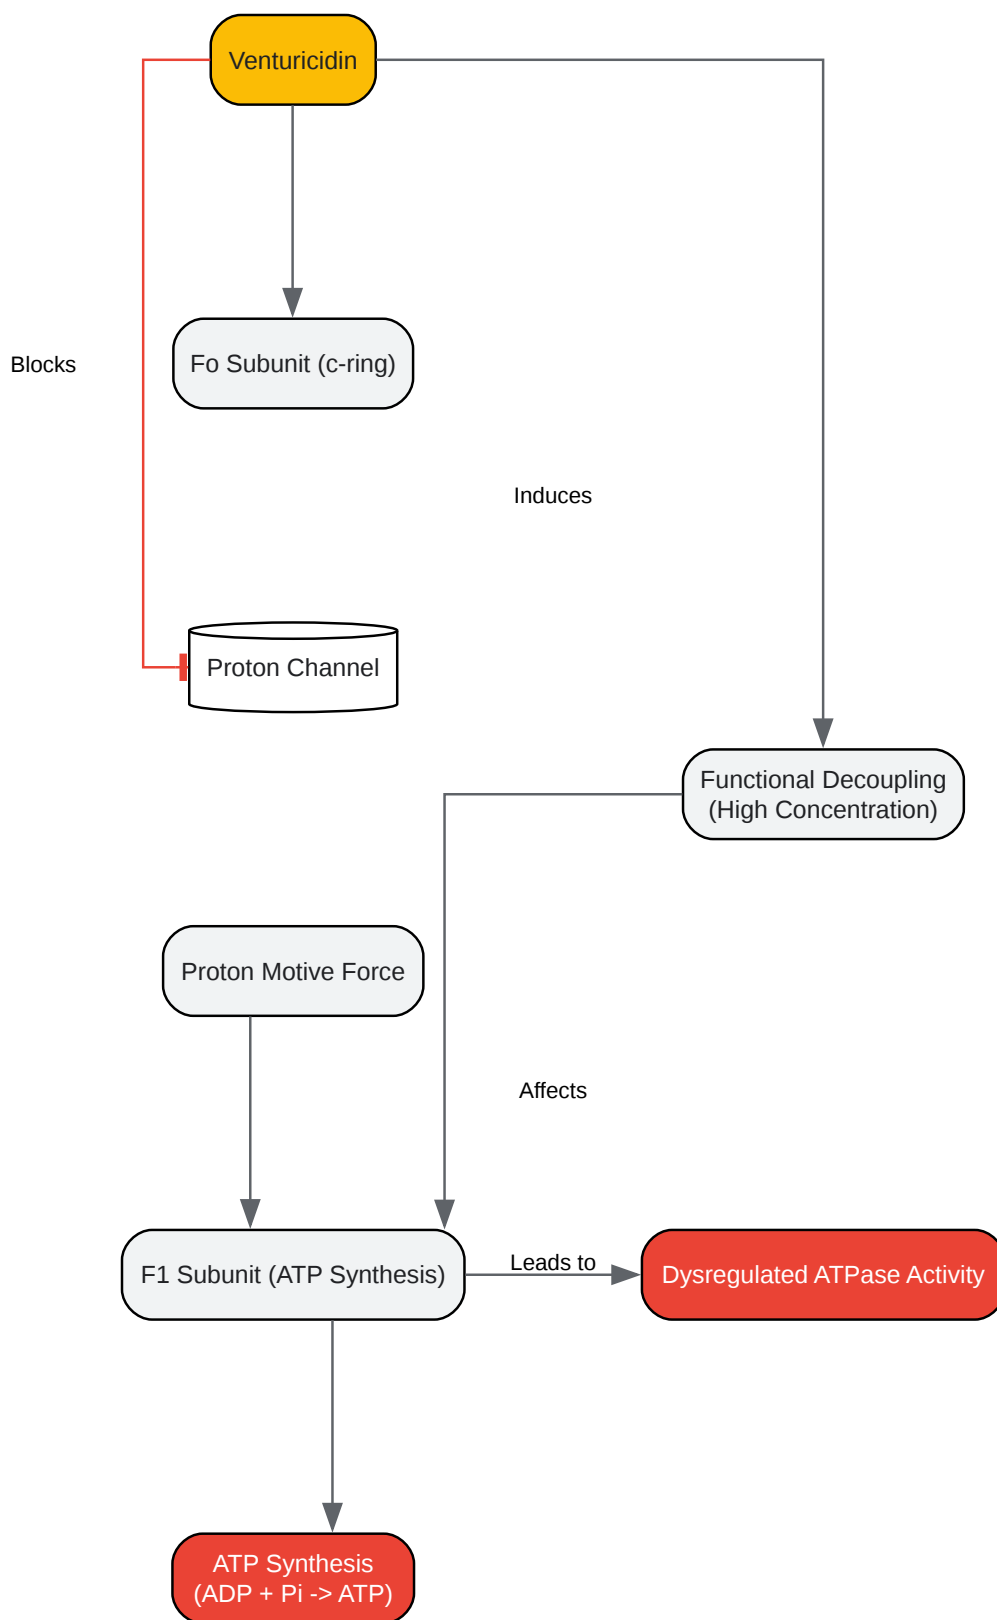 Venturicidin
Fo Subunit (c-ring)
Blocks
Induces
Proton Channel
Functional Decoupling
(High Concentration)
Proton Motive Force
Affects
F1 Subunit (ATP Synthesis)
Leads to
Dysregulated ATPase Activity
ATP Synthesis
(ADP + Pi -> ATP)